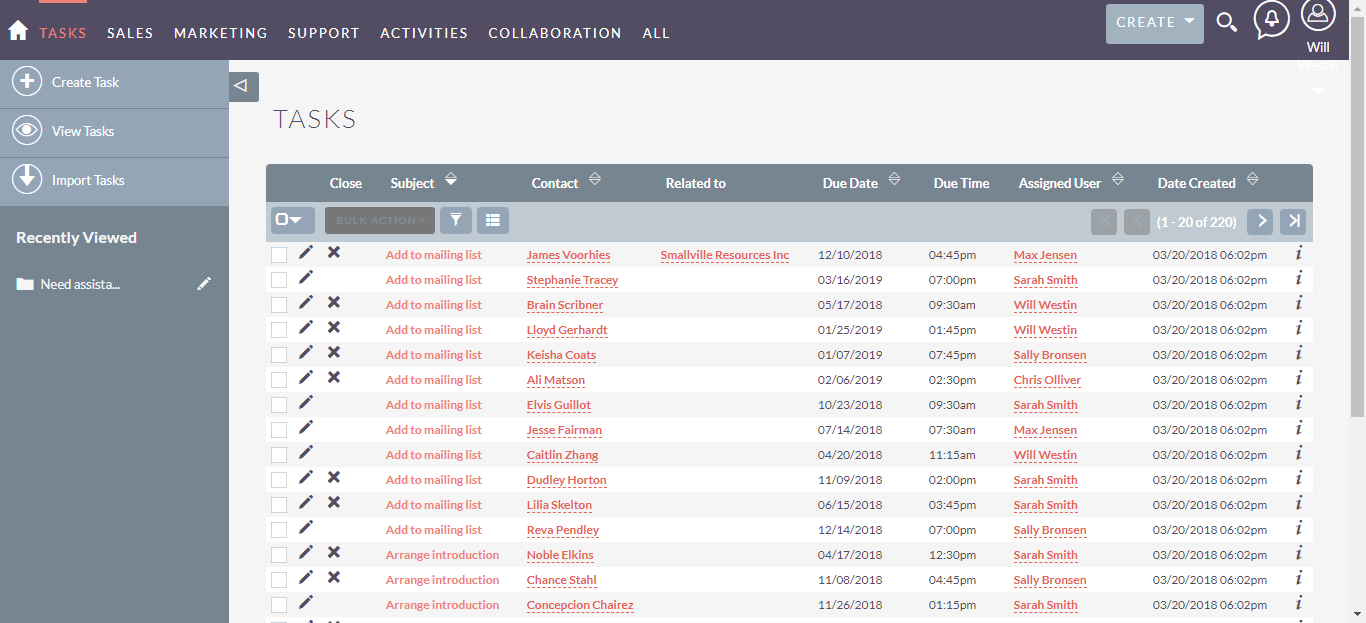 TASKS SALES MARKETING SUPPORT ACTIVITIES COLLABORATION ALL CREATE
Will
Westin
Create Task
View Tasks
Import Tasks
Recently Viewed
Need assista...
TASKS
Close Subject Contact Related to Due Date Due Time Assigned User Date Created
BULK ACTION (1 - 20 of 220)
Add to mailing list James Voorhies Smallville Resources Inc 12/10/2018 04:45pm Max Jensen 03/20/2018 06:02pm
Add to mailing list Stephanie Tracey 03/16/2019 07:00pm Sarah Smith 03/20/2018 06:02pm
Add to mailing list Brain Scribner 05/17/2018 09:30am Will Westin 03/20/2018 06:02pm
Add to mailing list Lloyd Gerhardt 01/25/2019 01:45pm Will Westin 03/20/2018 06:02pm
Add to mailing list Keisha Coats 01/07/2019 07:45pm Sally Bronsen 03/20/2018 06:02pm
Add to mailing list Ali Matson 02/06/2019 02:30pm Chris Olliver 03/20/2018 06:02pm
Add to mailing list Elvis Guillot 10/23/2018 09:30am Sarah Smith 03/20/2018 06:02pm
Add to mailing list Jesse Fairman 07/14/2018 07:30am Max Jensen 03/20/2018 06:02pm
Add to mailing list Caitlin Zhang 04/20/2018 11:15am Will Westin 03/20/2018 06:02pm
Add to mailing list Dudley Horton 11/09/2018 02:00pm Sarah Smith 03/20/2018 06:02pm
Add to mailing list Lilia Skelton 06/15/2018 03:45pm Sarah Smith 03/20/2018 06:02pm
Add to mailing list Reva Pendley 12/14/2018 07:00pm Sally Bronsen 03/20/2018 06:02pm
Arrange introduction Noble Elkins 04/17/2018 12:30pm Sarah Smith 03/20/2018 06:02pm
Arrange introduction Chance Stahl 11/08/2018 04:45pm Sally Bronsen 03/20/2018 06:02pm
Arrange introduction Concepcion Chairez 11/26/2018 01:15pm Sarah Smith 03/20/2018 06:02pm